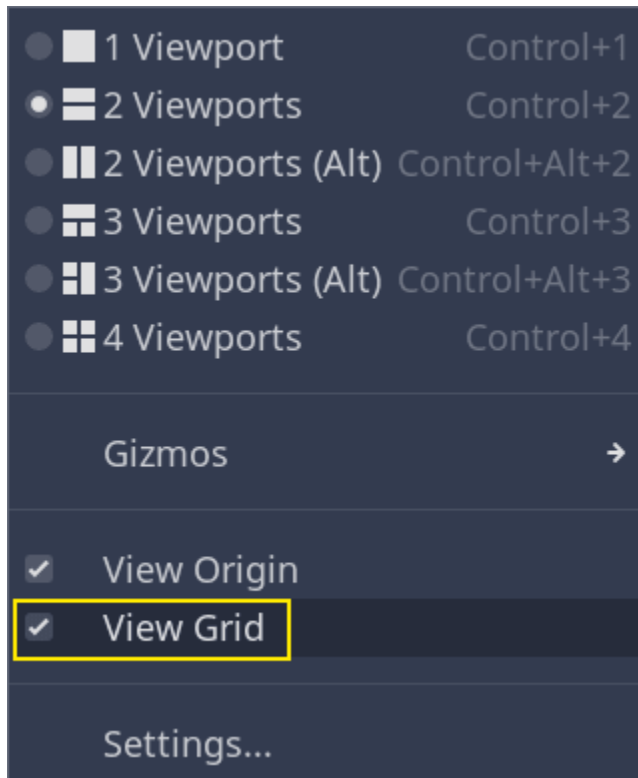 1 Viewport Control+1
2 Viewports Control+2
2 Viewports (Alt) Control+Alt+2
3 Viewports Control+3
3 Viewports (Alt) Control+Alt+3
4 Viewports Control+4
Gizmos
View Origin
View Grid
Settings...